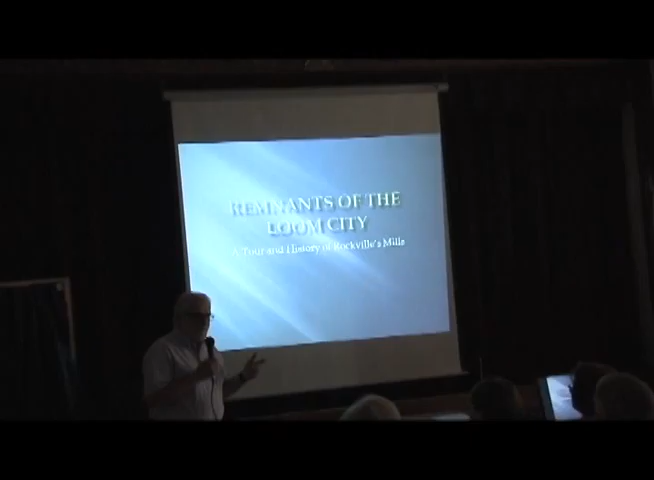 REMNANTS OF THE
LOOM CITY
A Tour and History of Rockville's Mills